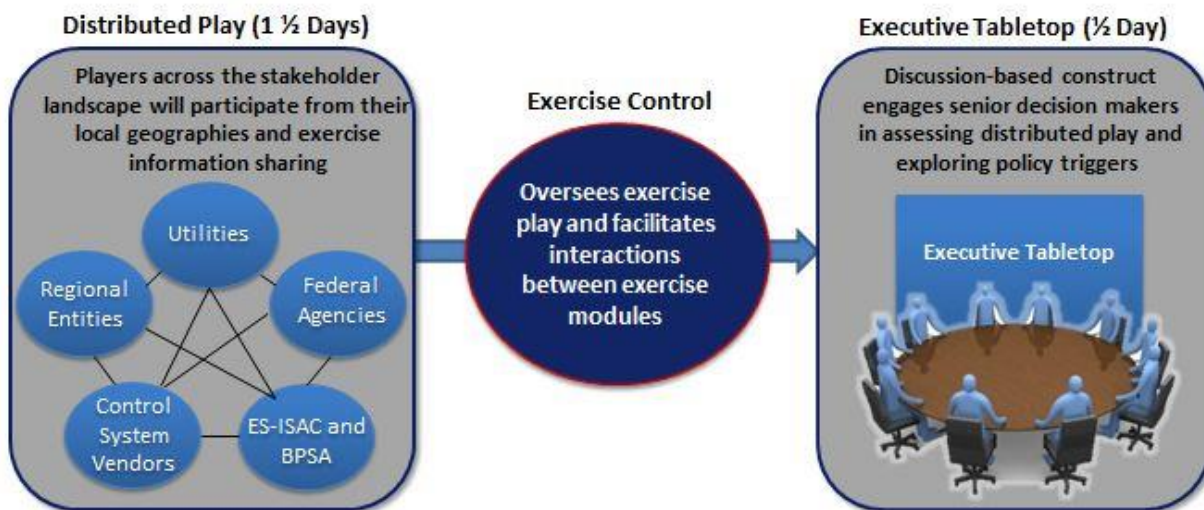 Distributed Play (1 ½ Days)
Players across the stakeholder
landscape will participate from their
local geographies and exercise
information sharing
Utilities
Regional
Entities
Federal
Agencies
Control
System
Vendors
ES-ISAC and
BPSA
Exercise Control
Oversees exercise
play and facilitates
interactions
between exercise
modules
Executive Tabletop (½ Day)
Discussion-based construct
engages senior decision makers
in assessing distributed play and
exploring policy triggers
Executive Tabletop